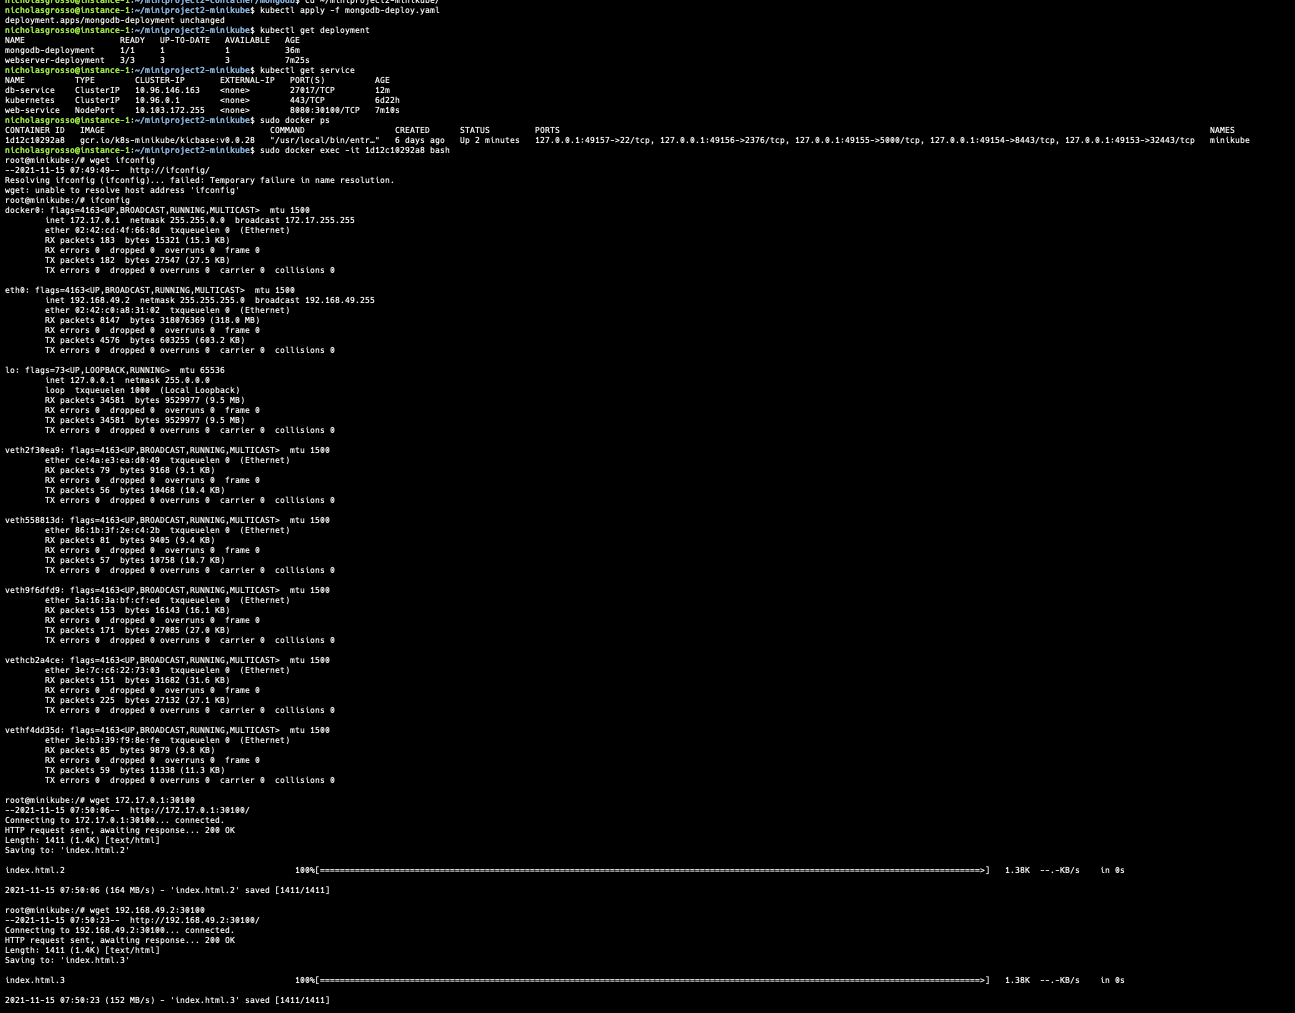 nicholasgrosso@instance-1:~/miniproject2-container/mongodb$ cd ~/miniproject2-minikube/
nicholasgrosso@instance-1:~/miniproject2-minikube$ kubectl apply -f mongodb-deploy.yaml
deployment.apps/mongodb-deployment unchanged
nicholasgrosso@instance-1:~/miniproject2-minikube$ kubectl get deployment
NAME                   READY   UP-TO-DATE   AVAILABLE   AGE
mongodb-deployment     1/1     1            1           36m
webserver-deployment   3/3     3            3           7m25s
nicholasgrosso@instance-1:~/miniproject2-minikube$ kubectl get service
NAME          TYPE        CLUSTER-IP       EXTERNAL-IP   PORT(S)          AGE
db-service    ClusterIP   10.96.146.163    <none>        27017/TCP        12m
kubernetes    ClusterIP   10.96.0.1        <none>        443/TCP          6d22h
web-service   NodePort    10.103.172.255   <none>        8080:30100/TCP   7m10s
nicholasgrosso@instance-1:~/miniproject2-minikube$ sudo docker ps
CONTAINER ID   IMAGE                                 COMMAND                  CREATED      STATUS         PORTS                                                                                                                                  NAMES
1d12c10292a8   gcr.io/k8s-minikube/kicbase:v0.0.28   "/usr/local/bin/entr…"   6 days ago   Up 2 minutes   127.0.0.1:49157->22/tcp, 127.0.0.1:49156->2376/tcp, 127.0.0.1:49155->5000/tcp, 127.0.0.1:49154->8443/tcp, 127.0.0.1:49153->32443/tcp   minikube
nicholasgrosso@instance-1:~/miniproject2-minikube$ sudo docker exec -it 1d12c10292a8 bash
root@minikube:/# wget ifconfig
--2021-11-15 07:49:49--  http://ifconfig/
Resolving ifconfig (ifconfig)... failed: Temporary failure in name resolution.
wget: unable to resolve host address 'ifconfig'
root@minikube:/# ifconfig
docker0: flags=4163<UP,BROADCAST,RUNNING,MULTICAST>  mtu 1500
        inet 172.17.0.1  netmask 255.255.0.0  broadcast 172.17.255.255
        ether 02:42:cd:4f:66:8d  txqueuelen 0  (Ethernet)
        RX packets 183  bytes 15321 (15.3 KB)
        RX errors 0  dropped 0  overruns 0  frame 0
        TX packets 182  bytes 27547 (27.5 KB)
        TX errors 0  dropped 0 overruns 0  carrier 0  collisions 0

eth0: flags=4163<UP,BROADCAST,RUNNING,MULTICAST>  mtu 1500
        inet 192.168.49.2  netmask 255.255.255.0  broadcast 192.168.49.255
        ether 02:42:c0:a8:31:02  txqueuelen 0  (Ethernet)
        RX packets 8147  bytes 318076369 (318.0 MB)
        RX errors 0  dropped 0  overruns 0  frame 0
        TX packets 4576  bytes 603255 (603.2 KB)
        TX errors 0  dropped 0 overruns 0  carrier 0  collisions 0

lo: flags=73<UP,LOOPBACK,RUNNING>  mtu 65536
        inet 127.0.0.1  netmask 255.0.0.0
        loop  txqueuelen 1000  (Local Loopback)
        RX packets 34581  bytes 9529977 (9.5 MB)
        RX errors 0  dropped 0  overruns 0  frame 0
        TX packets 34581  bytes 9529977 (9.5 MB)
        TX errors 0  dropped 0 overruns 0  carrier 0  collisions 0

veth2f30ea9: flags=4163<UP,BROADCAST,RUNNING,MULTICAST>  mtu 1500
        ether ce:4a:e3:ea:d0:49  txqueuelen 0  (Ethernet)
        RX packets 79  bytes 9168 (9.1 KB)
        RX errors 0  dropped 0  overruns 0  frame 0
        TX packets 56  bytes 10468 (10.4 KB)
        TX errors 0  dropped 0 overruns 0  carrier 0  collisions 0

veth558813d: flags=4163<UP,BROADCAST,RUNNING,MULTICAST>  mtu 1500
        ether 86:1b:3f:2e:c4:2b  txqueuelen 0  (Ethernet)
        RX packets 81  bytes 9405 (9.4 KB)
        RX errors 0  dropped 0  overruns 0  frame 0
        TX packets 57  bytes 10758 (10.7 KB)
        TX errors 0  dropped 0 overruns 0  carrier 0  collisions 0

veth9f6dfd9: flags=4163<UP,BROADCAST,RUNNING,MULTICAST>  mtu 1500
        ether 5a:16:3a:bf:cf:ed  txqueuelen 0  (Ethernet)
        RX packets 153  bytes 16143 (16.1 KB)
        RX errors 0  dropped 0  overruns 0  frame 0
        TX packets 171  bytes 27085 (27.0 KB)
        TX errors 0  dropped 0 overruns 0  carrier 0  collisions 0

vethcb2a4ce: flags=4163<UP,BROADCAST,RUNNING,MULTICAST>  mtu 1500
        ether 3e:7c:c6:22:73:03  txqueuelen 0  (Ethernet)
        RX packets 151  bytes 31682 (31.6 KB)
        RX errors 0  dropped 0  overruns 0  frame 0
        TX packets 225  bytes 27132 (27.1 KB)
        TX errors 0  dropped 0 overruns 0  carrier 0  collisions 0

vethf4dd35d: flags=4163<UP,BROADCAST,RUNNING,MULTICAST>  mtu 1500
        ether 3e:b3:39:f9:8e:fe  txqueuelen 0  (Ethernet)
        RX packets 85  bytes 9879 (9.8 KB)
        RX errors 0  dropped 0  overruns 0  frame 0
        TX packets 59  bytes 11338 (11.3 KB)
        TX errors 0  dropped 0 overruns 0  carrier 0  collisions 0

root@minikube:/# wget 172.17.0.1:30100
--2021-11-15 07:50:06--  http://172.17.0.1:30100/
Connecting to 172.17.0.1:30100... connected.
HTTP request sent, awaiting response... 200 OK
Length: 1411 (1.4K) [text/html]
Saving to: 'index.html.2'

index.html.2    100%[====================>]   1.38K  --.-KB/s    in 0s

2021-11-15 07:50:06 (164 MB/s) - 'index.html.2' saved [1411/1411]

root@minikube:/# wget 192.168.49.2:30100
--2021-11-15 07:50:23--  http://192.168.49.2:30100/
Connecting to 192.168.49.2:30100... connected.
HTTP request sent, awaiting response... 200 OK
Length: 1411 (1.4K) [text/html]
Saving to: 'index.html.3'

index.html.3    100%[====================>]   1.38K  --.-KB/s    in 0s

2021-11-15 07:50:23 (152 MB/s) - 'index.html.3' saved [1411/1411]